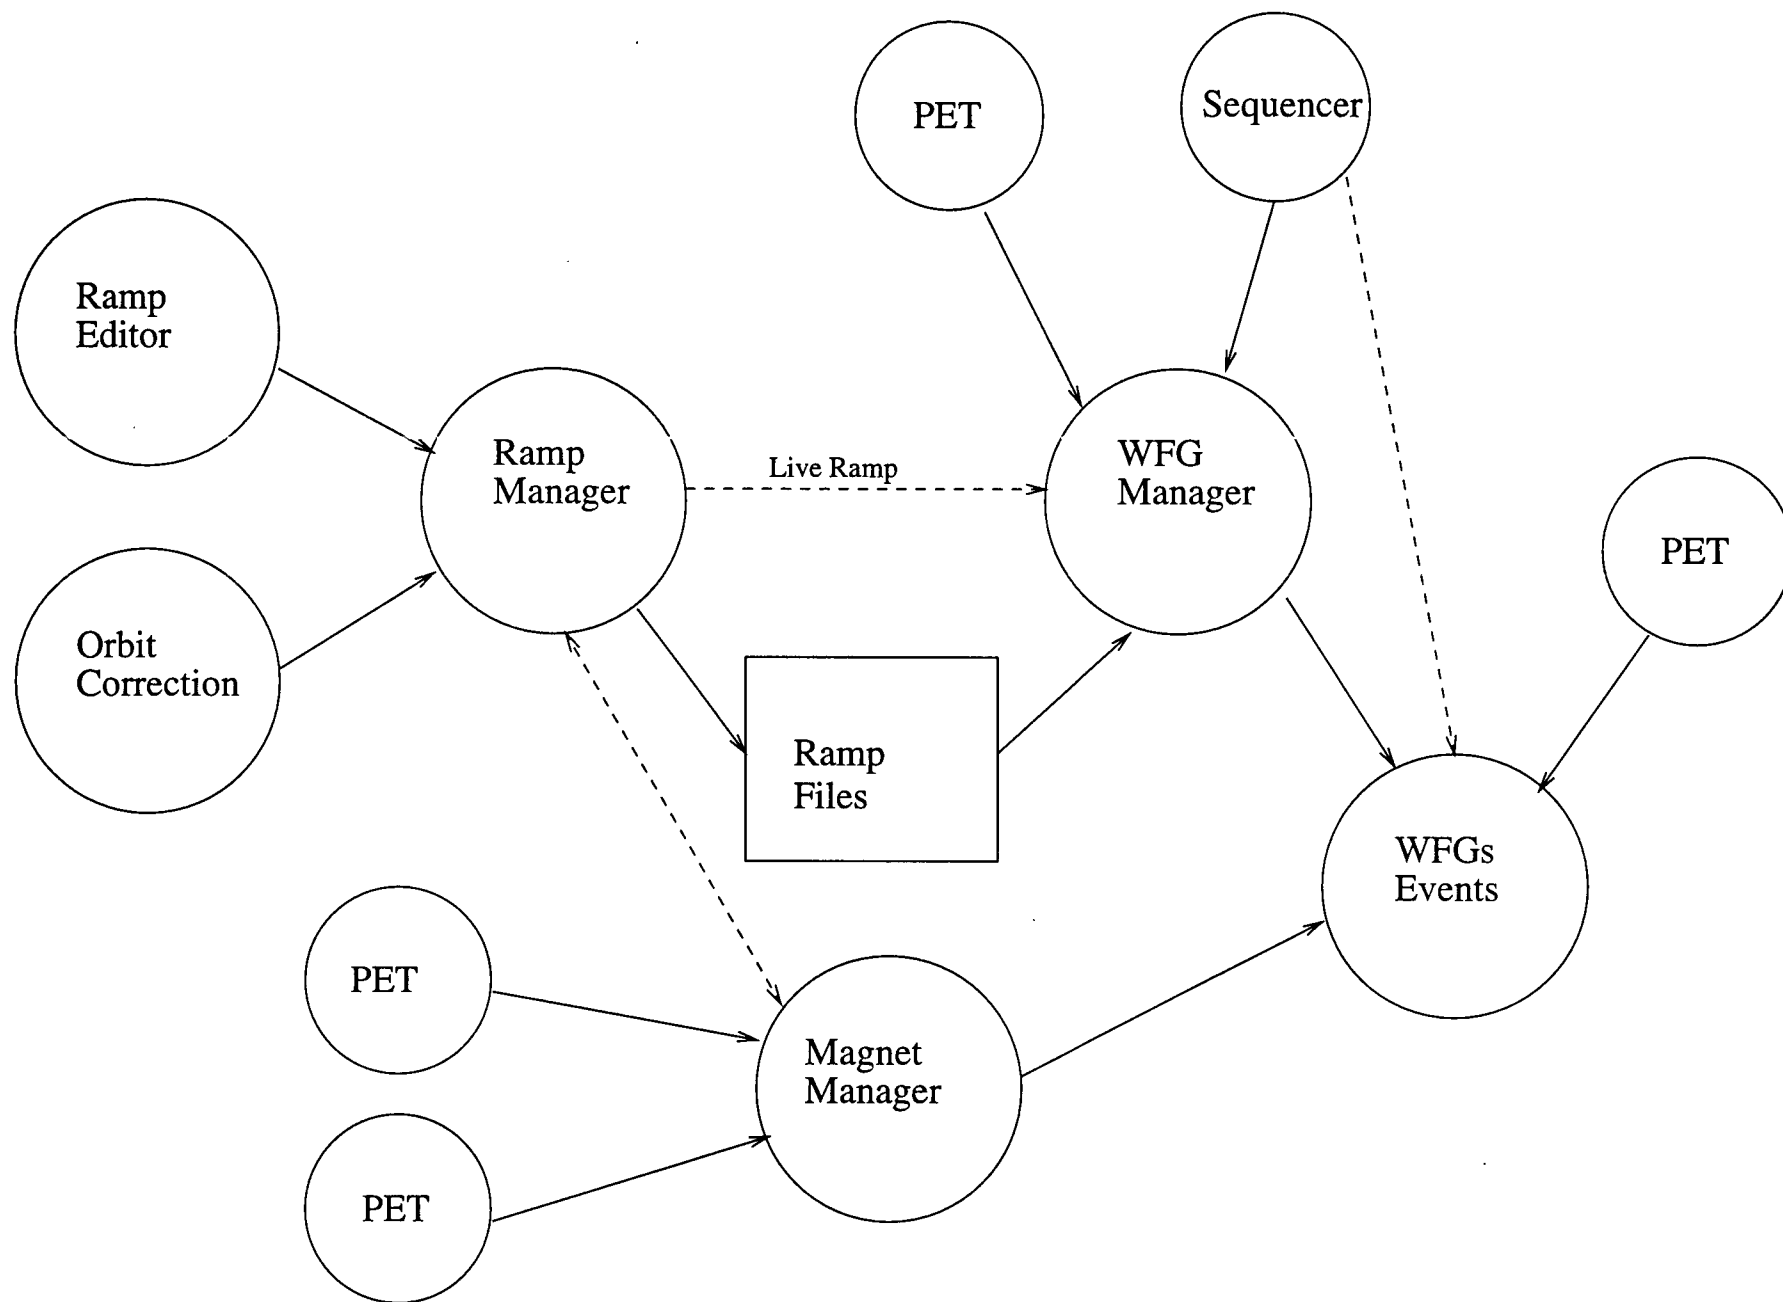 PET
Sequencer
Ramp
Editor
Ramp
Manager
Live Ramp
WFG
Manager
PET
Orbit
Correction
Ramp
Files
WFGs
Events
PET
Magnet
Manager
PET